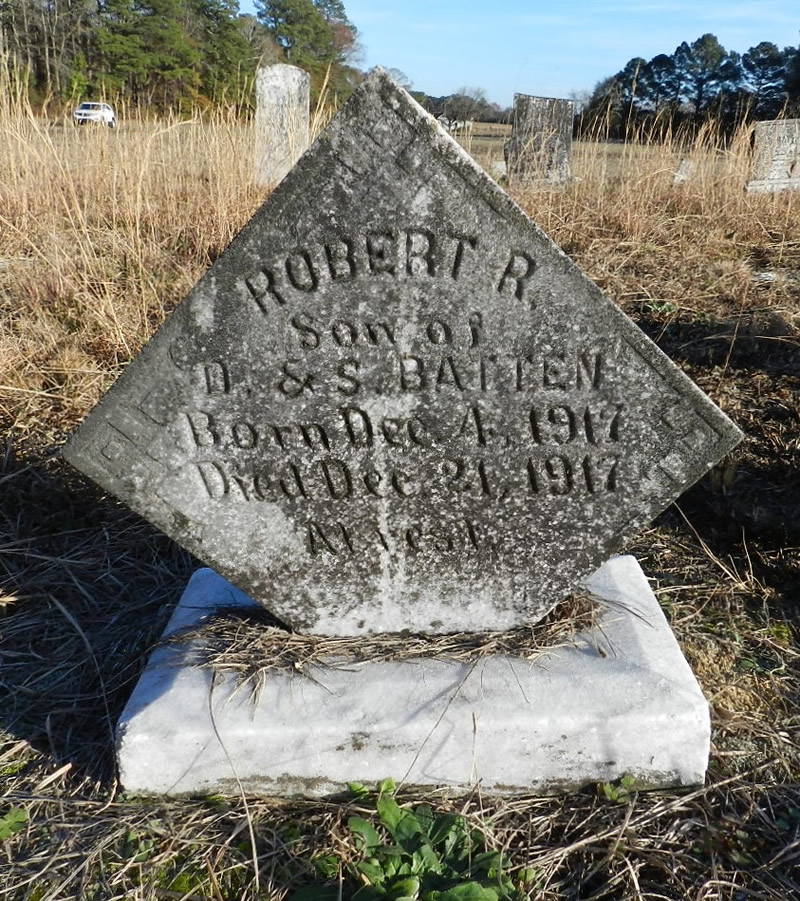 ROBERT R.
Son of
D. & S. BATTEN
Born Dec. 4, 1917
Died Dec. 21, 1917
At rest.